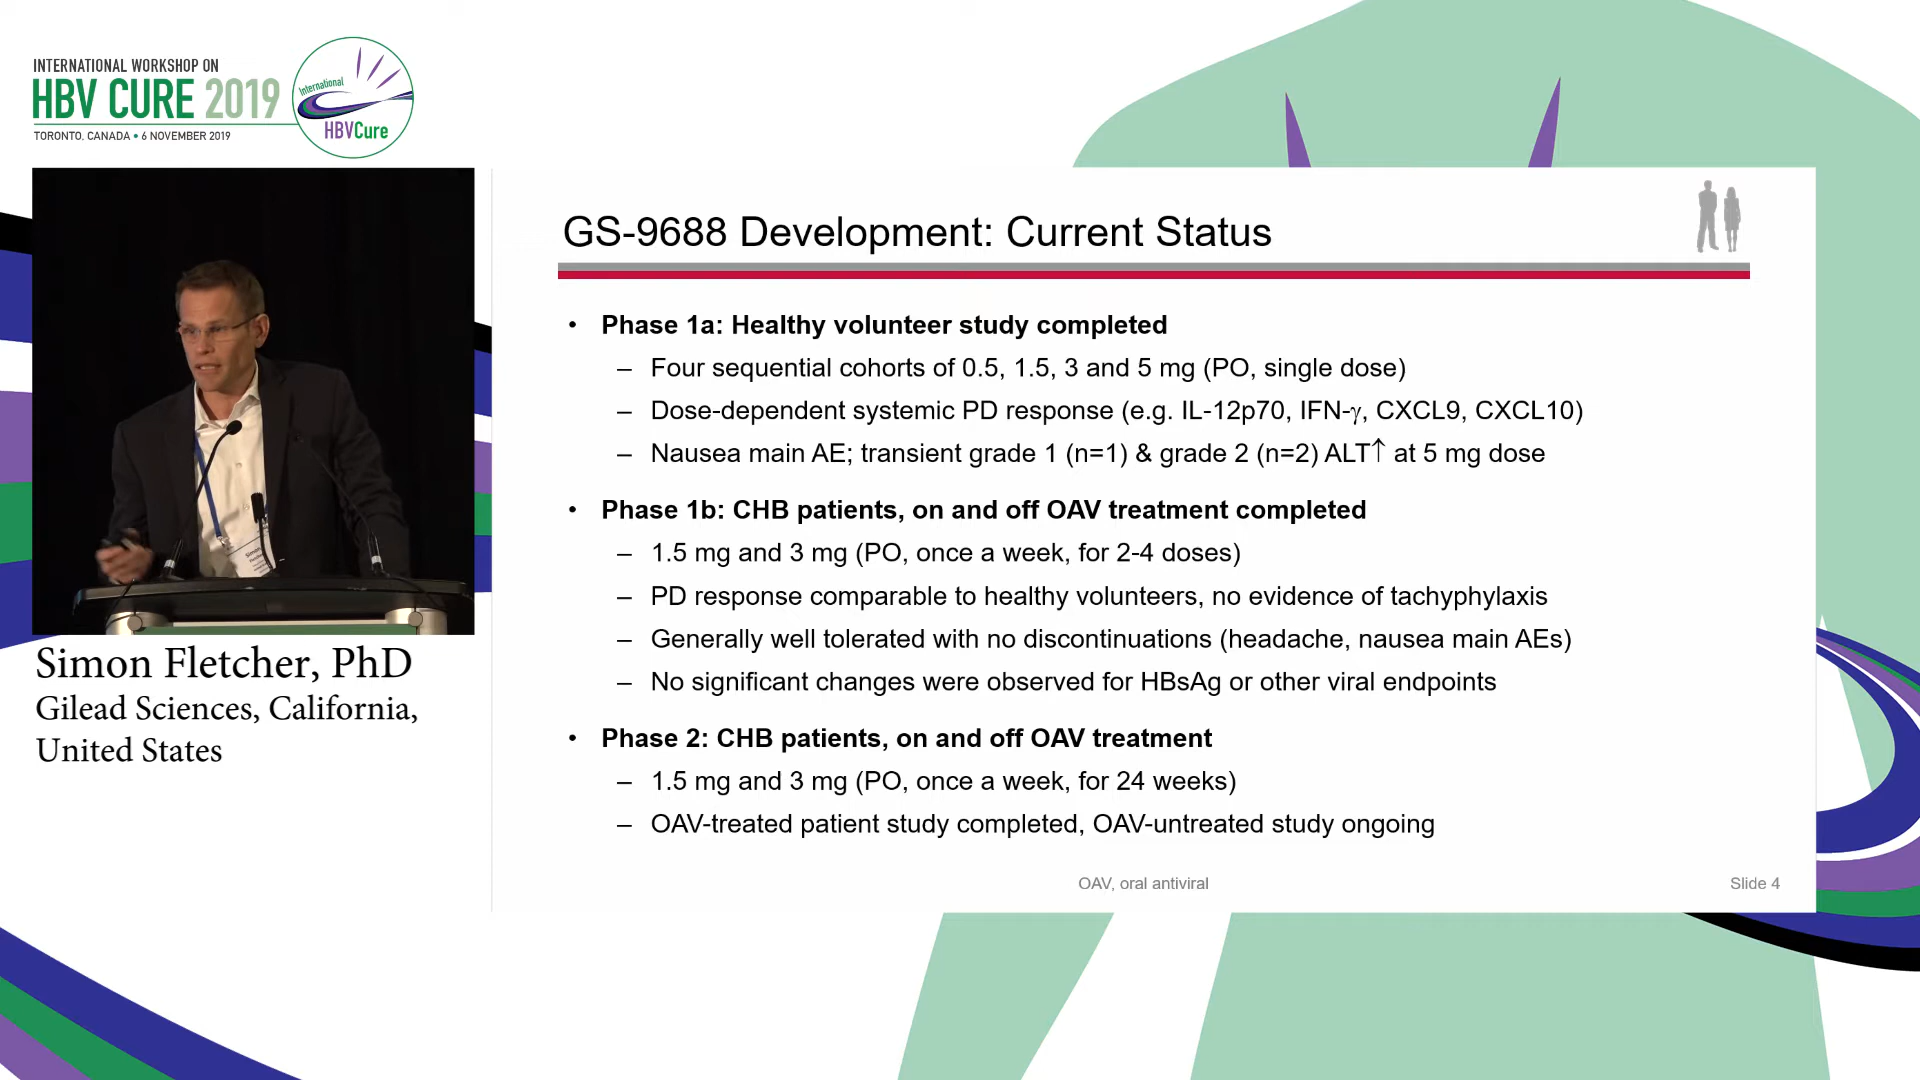 INTERNATIONAL WORKSHOP ON
HBV CURE 2019
TORONTO, CANADA • 6 NOVEMBER 2019
International
HBVCure
Simon Fletcher, PhD
Gilead Sciences, California,
United States
GS-9688 Development: Current Status
• Phase 1a: Healthy volunteer study completed
– Four sequential cohorts of 0.5, 1.5, 3 and 5 mg (PO, single dose)
– Dose-dependent systemic PD response (e.g. IL-12p70, IFN-γ, CXCL9, CXCL10)
– Nausea main AE; transient grade 1 (n=1) & grade 2 (n=2) ALT↑ at 5 mg dose
• Phase 1b: CHB patients, on and off OAV treatment completed
– 1.5 mg and 3 mg (PO, once a week, for 2-4 doses)
– PD response comparable to healthy volunteers, no evidence of tachyphylaxis
– Generally well tolerated with no discontinuations (headache, nausea main AEs)
– No significant changes were observed for HBsAg or other viral endpoints
• Phase 2: CHB patients, on and off OAV treatment
– 1.5 mg and 3 mg (PO, once a week, for 24 weeks)
– OAV-treated patient study completed, OAV-untreated study ongoing
OAV, oral antiviral
Slide 4